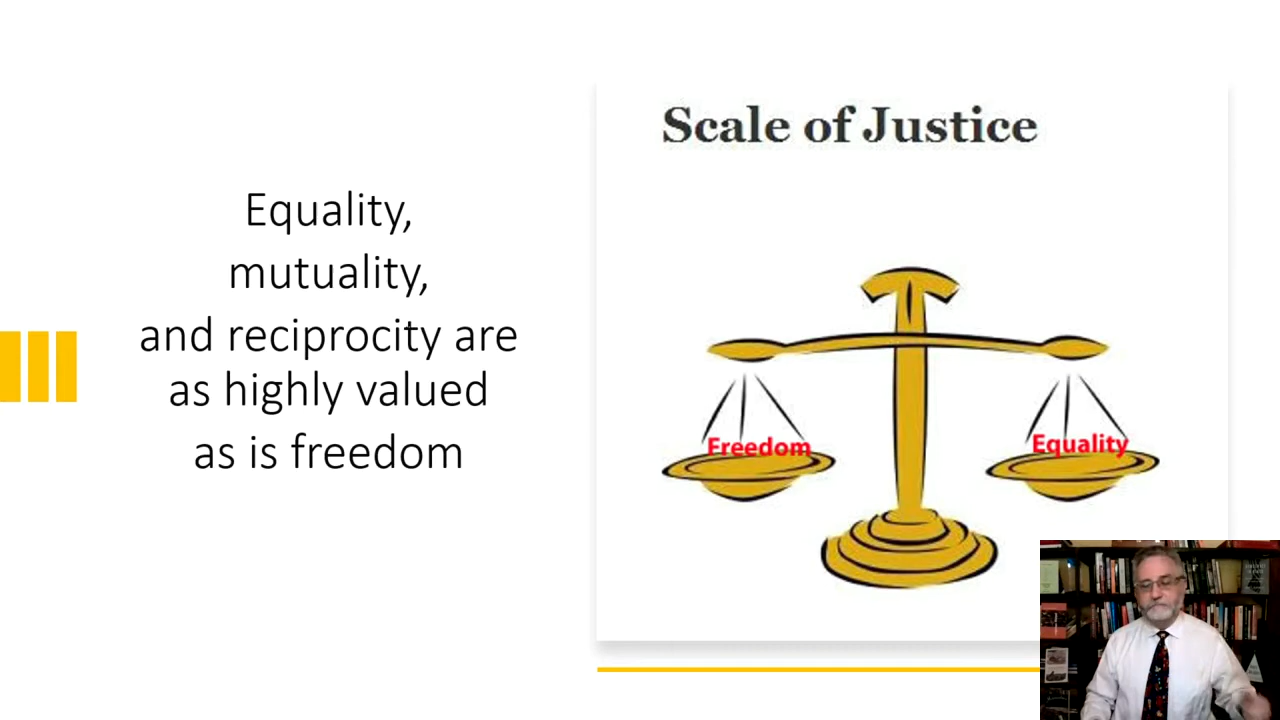 Equality,
mutuality,
and reciprocity are
as highly valued
as is freedom
Scale of Justice
Freedom
Equality